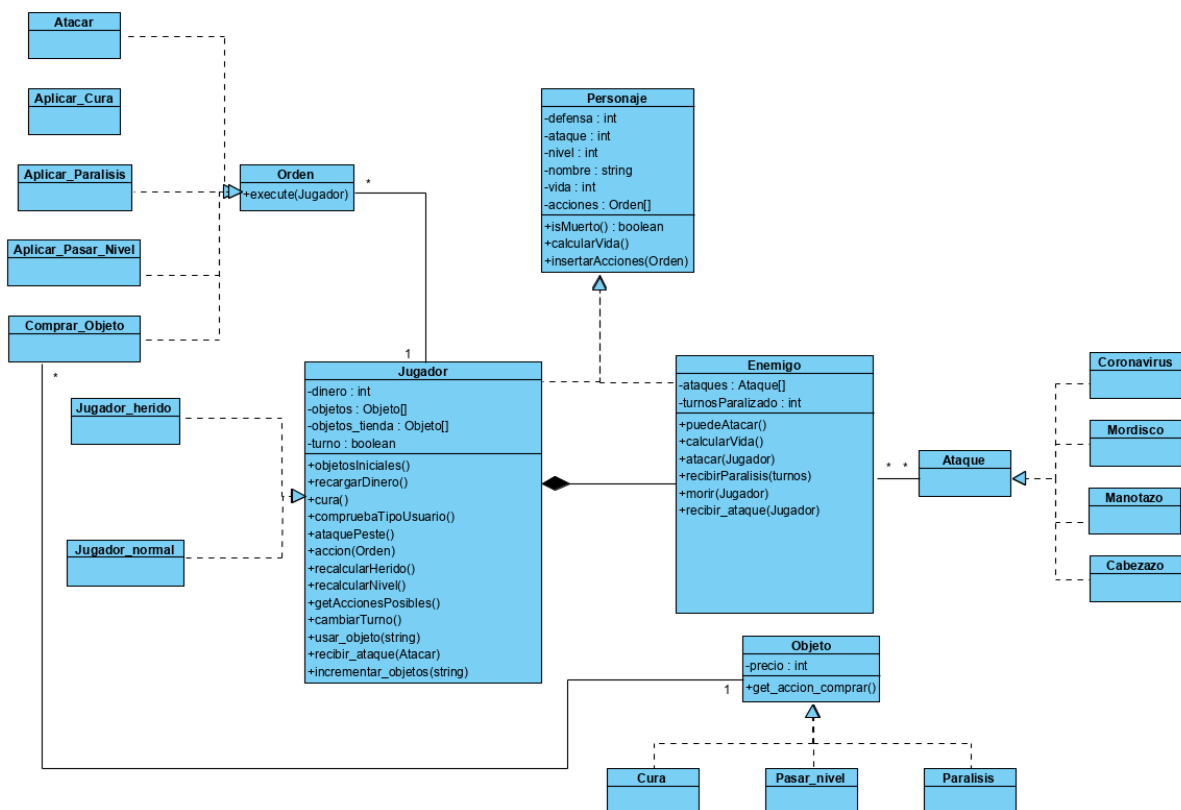 Atacar
Aplicar_Cura
Aplicar_Paralisis
Aplicar_Pasar_Nivel
Comprar_Objeto
*
Orden
+execute(Jugador)
*
1
Personaje
-defensa : int
-ataque : int
-nivel : int
-nombre : string
-vida : int
-acciones : Orden[]
+isMuerto() : boolean
+calcularVida()
+insertarAcciones(Orden)
Jugador_herido
Jugador_normal
Jugador
-dinero : int
-objetos : Objeto[]
-objetos_tienda : Objeto[]
-turno : boolean
+objetosIniciales()
+recargarDinero()
+cura()
+compruebaTipoUsuario()
+ataquePeste()
+accion(Orden)
+recalcularHerido()
+recalcularNivel()
+getAccionesPosibles()
+cambiarTurno()
+usar_objeto(string)
+recibir_ataque(Atacar)
+incrementar_objetos(string)
Enemigo
-ataques : Ataque[]
-turnosParalizado : int
+puedeAtacar()
+calcularVida()
+atacar(Jugador)
+recibirParalisis(turnos)
+morir(Jugador)
+recibir_ataque(Jugador)
* *
Ataque
Coronavirus
Mordisco
Manotazo
Cabezazo
Objeto
-precio : int
+get_accion_comprar()
1
Cura
Pasar_nivel
Paralisis